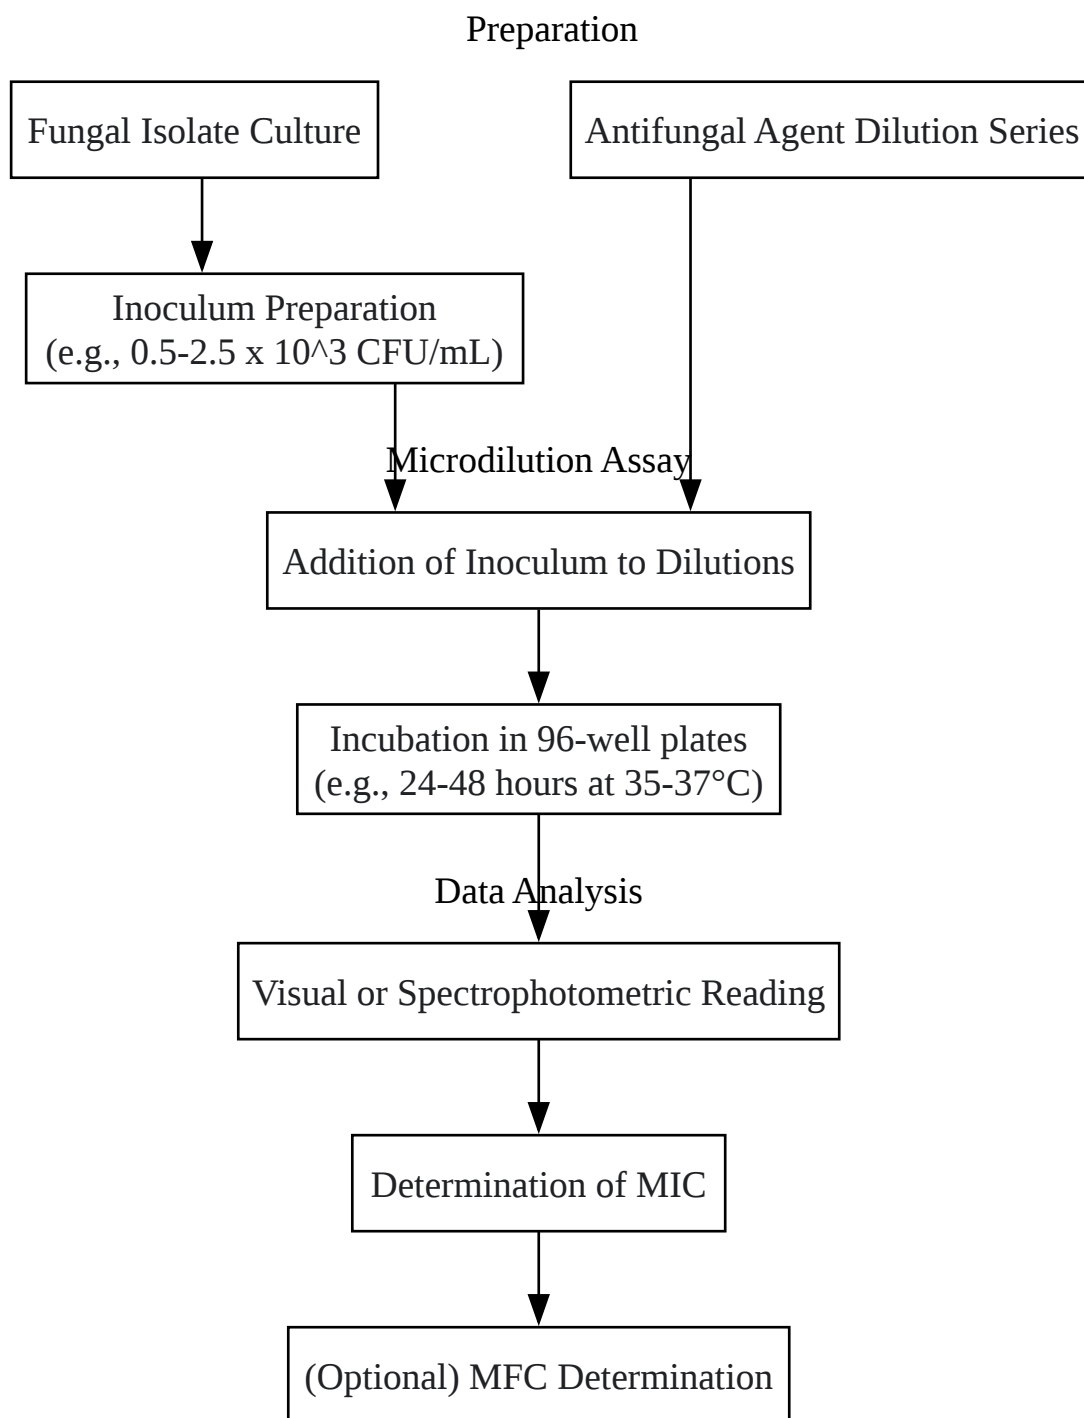 Preparation
Fungal Isolate Culture
Antifungal Agent Dilution Series
Inoculum Preparation
(e.g., 0.5-2.5 x 10^3 CFU/mL)
Microdilution Assay
Addition of Inoculum to Dilutions
Incubation in 96-well plates
(e.g., 24-48 hours at 35-37°C)
Data Analysis
Visual or Spectrophotometric Reading
Determination of MIC
(Optional) MFC Determination